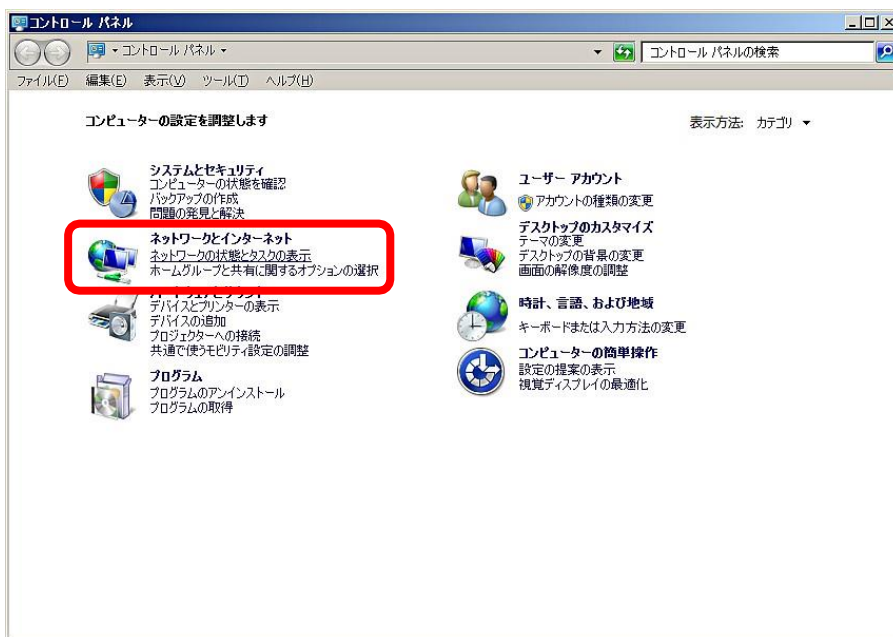 コントロール パネル
コントロール パネル
コントロール パネルの検索
ファイル(F) 編集(E) 表示(V) ツール(T) ヘルプ(H)
コンピューターの設定を調整します
表示方法: カテゴリ
システムとセキュリティ
コンピューターの状態を確認
バックアップの作成
問題の発見と解決
ネットワークとインターネット
ネットワークの状態とタスクの表示
ホームグループと共有に関するオプションの選択
デバイスとプリンターの表示
デバイスの追加
プロジェクターへの接続
共通で使うモビリティ設定の調整
プログラム
プログラムのアンインストール
プログラムの取得
ユーザー アカウント
アカウントの種類の変更
デスクトップのカスタマイズ
テーマの変更
デスクトップの背景の変更
画面の解像度の調整
時計、言語、および地域
キーボードまたは入力方法の変更
コンピューターの簡単操作
設定の提案の表示
視覚ディスプレイの最適化